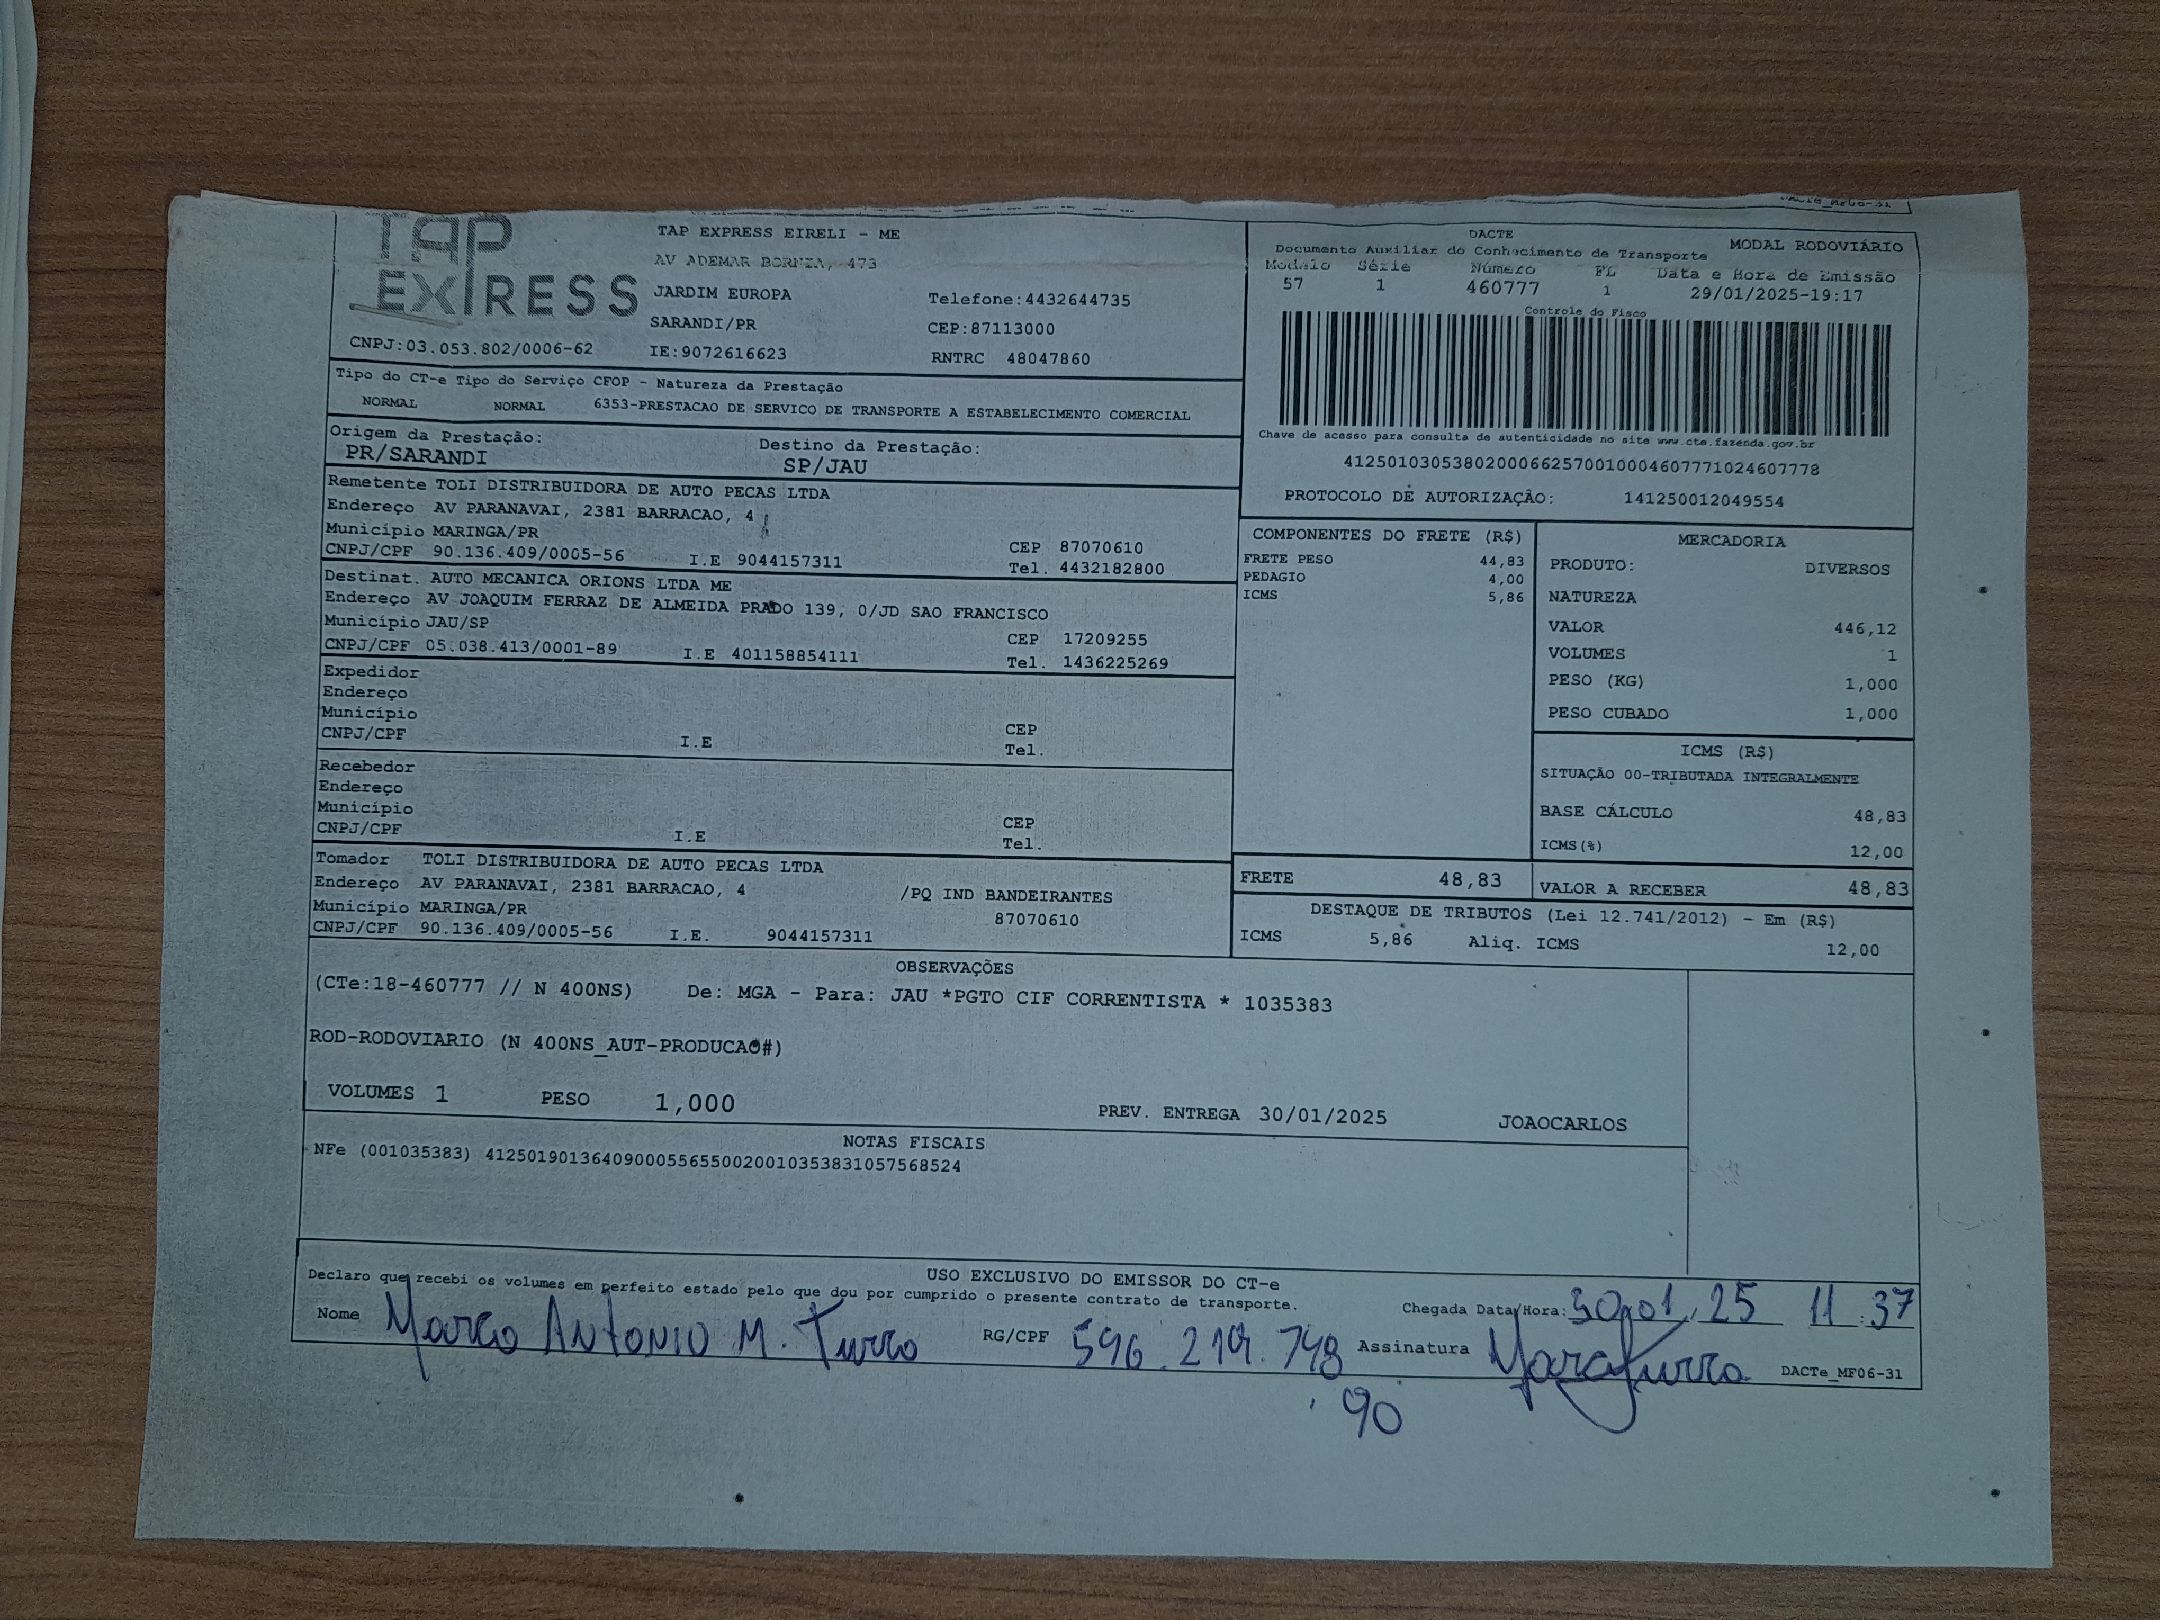 TAP
EXPRESS
CNPJ:03.053.802/0006-62
TAP EXPRESS EIRELI - ME
AV ADEMAR BORNIA, 473
JARDIM EUROPA
SARANDI/PR
IE:9072616623
Telefone:4432644735
CEP:87113000
RNTRC 48047860
DACTE
Documento Auxiliar do Conhecimento de Transporte
MODAL RODOVIÁRIO
Modelo Série Número FL Data e Hora de Emissão
57 1 460777 1 29/01/2025-19:17
Controle do Fisco
Chave de acesso para consulta de autenticidade no site www.cte.fazenda.gov.br
41250103053802000662570010004607771024607778
PROTOCOLO DE AUTORIZAÇÃO: 141250012049554
Tipo do CT-e Tipo do Serviço CFOP - Natureza da Prestação
NORMAL NORMAL 6353-PRESTACAO DE SERVICO DE TRANSPORTE A ESTABELECIMENTO COMERCIAL
Origem da Prestação: Destino da Prestação:
PR/SARANDI SP/JAU
Remetente TOLI DISTRIBUIDORA DE AUTO PECAS LTDA
Endereço AV PARANAVAI, 2381 BARRACAO, 4
Município MARINGA/PR CEP 87070610
CNPJ/CPF 90.136.409/0005-56 I.E 9044157311 Tel. 4432182800
Destinat. AUTO MECANICA ORIONS LTDA ME
Endereço AV JOAQUIM FERRAZ DE ALMEIDA PRADO 139, 0/JD SAO FRANCISCO
Município JAU/SP CEP 17209255
CNPJ/CPF 05.038.413/0001-89 I.E 401158854111 Tel. 1436225269
Expedidor
Endereço
Município CEP
CNPJ/CPF I.E Tel.
Recebedor
Endereço
Município CEP
CNPJ/CPF I.E Tel.
Tomador TOLI DISTRIBUIDORA DE AUTO PECAS LTDA
Endereço AV PARANAVAI, 2381 BARRACAO, 4 /PQ IND BANDEIRANTES
Município MARINGA/PR 87070610
CNPJ/CPF 90.136.409/0005-56 I.E. 9044157311
COMPONENTES DO FRETE (R$)
FRETE PESO 44,83
PEDAGIO 4,00
ICMS 5,86
MERCADORIA
PRODUTO: DIVERSOS
NATUREZA
VALOR 446,12
VOLUMES 1
PESO (KG) 1,000
PESO CUBADO 1,000
ICMS (R$)
SITUAÇÃO 00-TRIBUTADA INTEGRALMENTE
BASE CÁLCULO 48,83
ICMS(%) 12,00
FRETE 48,83 VALOR A RECEBER 48,83
DESTAQUE DE TRIBUTOS (Lei 12.741/2012) - Em (R$)
ICMS 5,86 Aliq. ICMS 12,00
OBSERVAÇÕES
(CTe:18-460777 // N 400NS) De: MGA - Para: JAU *PGTO CIF CORRENTISTA * 1035383
ROD-RODOVIARIO (N 400NS_AUT-PRODUCAO#)
VOLUMES 1 PESO 1,000 PREV. ENTREGA 30/01/2025 JOAOCARLOS
NOTAS FISCAIS
NFe (001035383) 41250190136409000556550020010353831057568524
USO EXCLUSIVO DO EMISSOR DO CT-e
Declaro que recebi os volumes em perfeito estado pelo que dou por cumprido o presente contrato de transporte.
Chegada Data/Hora: 30.01.25 11:37
Nome Marco Antonio M. Turro RG/CPF 596.219.748 Assinatura DACTe_MF06-31
90